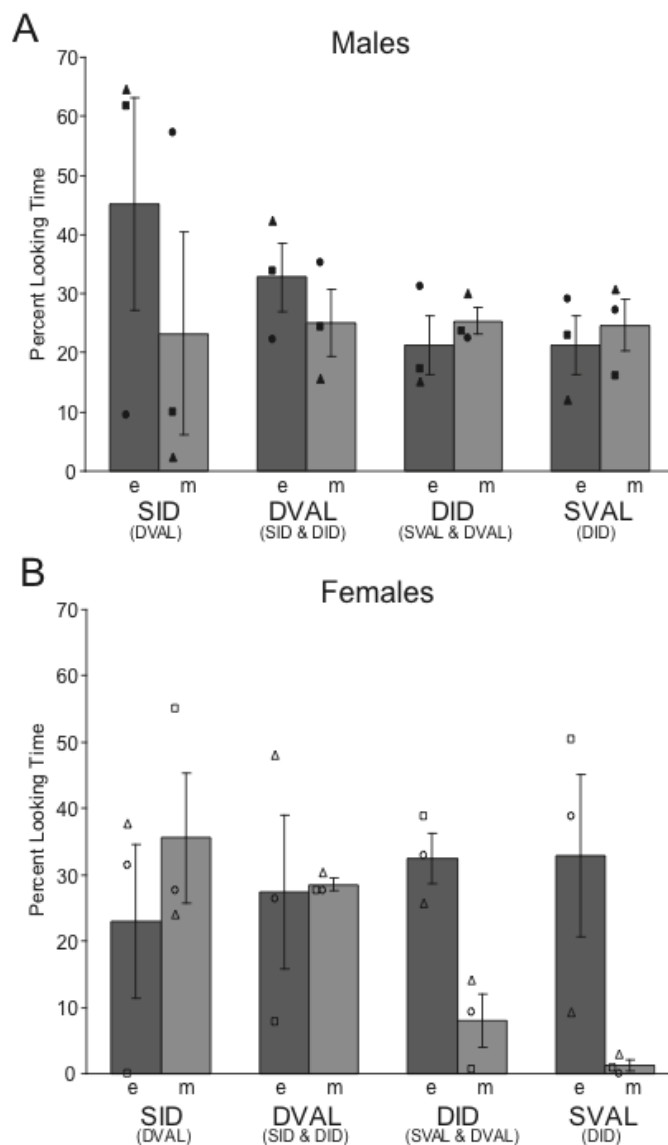 A
Males
Percent Looking Time
70
60
50
40
30
20
10
0
e m e m e m e m
SID DVAL DID SVAL
(DVAL) (SID & DID) (SVAL & DVAL) (DID)
B
Females
Percent Looking Time
70
60
50
40
30
20
10
0
e m e m e m e m
SID DVAL DID SVAL
(DVAL) (SID & DID) (SVAL & DVAL) (DID)